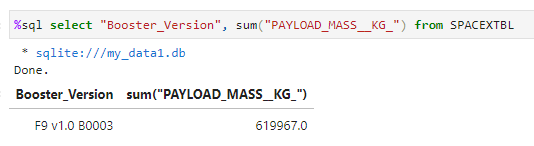 %sql select "Booster_Version", sum("PAYLOAD_MASS__KG_") from SPACEXTBL
* sqlite:///my_data1.db
Done.
Booster_Version sum("PAYLOAD_MASS__KG_")
F9 v1.0 B0003 619967.0